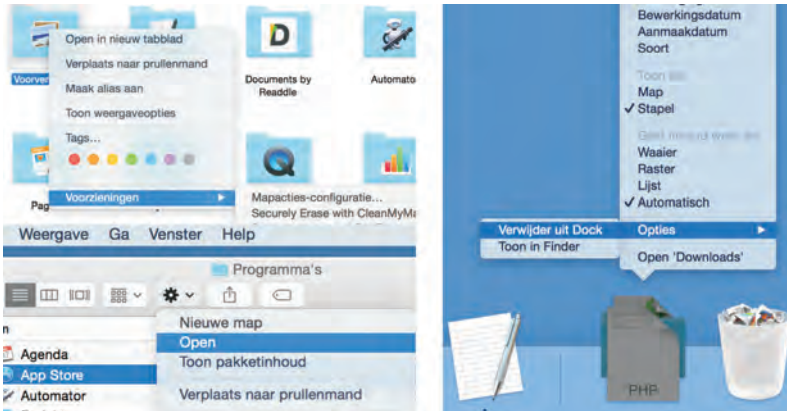 Open in nieuw tabblad
Verplaats naar prullenmand
Maak alias aan
Toon weergaveopties
Tags...
Voorzieningen
Documents by
Readdle
Mapacties-configuratie...
Securely Erase with CleanMyMa
Weergave Ga Venster Help
Programma's
Nieuwe map
Open
Toon pakketinhoud
Verplaats naar prullenmand
Agenda
App Store
Automator
Bewerkingsdatum
Aanmaakdatum
Soort
Toon als
Map
✓ Stapel
Waaier
Raster
Lijst
✓ Automatisch
Opties
Verwijder uit Dock
Toon in Finder
Open 'Downloads'
PHP